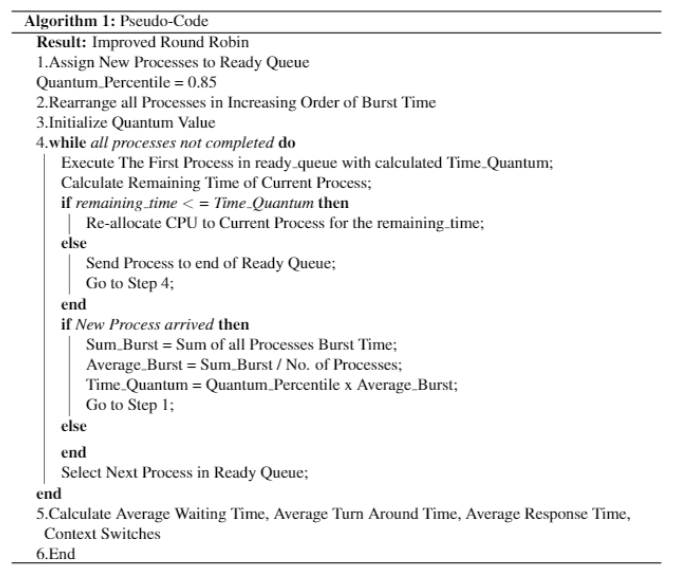 Algorithm 1: Pseudo-Code
Result: Improved Round Robin
1.Assign New Processes to Ready Queue
Quantum_Percentile = 0.85
2.Rearrange all Processes in Increasing Order of Burst Time
3.Initialize Quantum Value
4.while all processes not completed do
Execute The First Process in ready_queue with calculated Time_Quantum;
Calculate Remaining Time of Current Process;
if remaining_time < = Time_Quantum then
Re-allocate CPU to Current Process for the remaining_time;
else
Send Process to end of Ready Queue;
Go to Step 4;
end
if New Process arrived then
Sum_Burst = Sum of all Processes Burst Time;
Average_Burst = Sum_Burst / No. of Processes;
Time_Quantum = Quantum_Percentile x Average_Burst;
Go to Step 1;
else
end
Select Next Process in Ready Queue;
end
5.Calculate Average Waiting Time, Average Turn Around Time, Average Response Time,
Context Switches
6.End